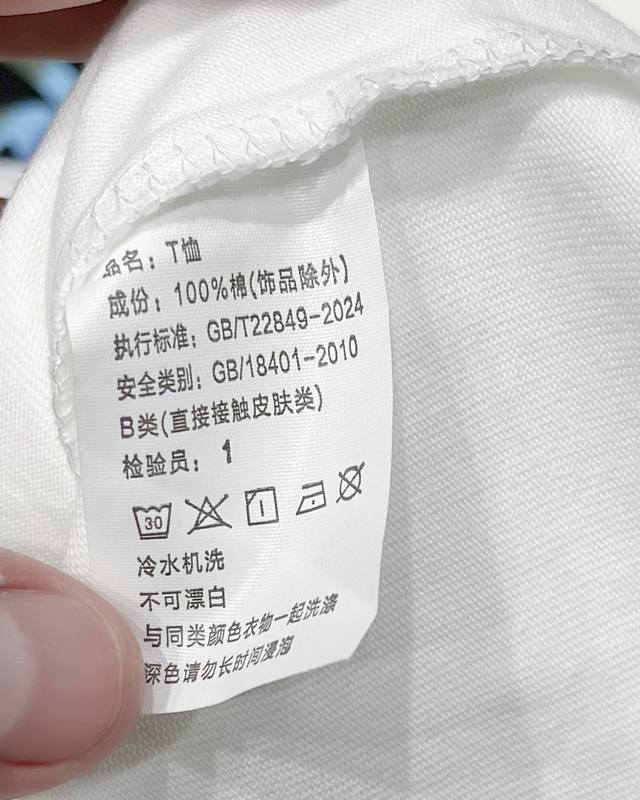 品名：T恤
成份：100%棉(饰品除外)
执行标准：GB/T22849-2024
安全类别：GB/18401-2010
B类(直接接触皮肤类)
检验员：1
30
冷水机洗
不可漂白
与同类颜色衣物一起洗涤
深色请勿长时间浸泡